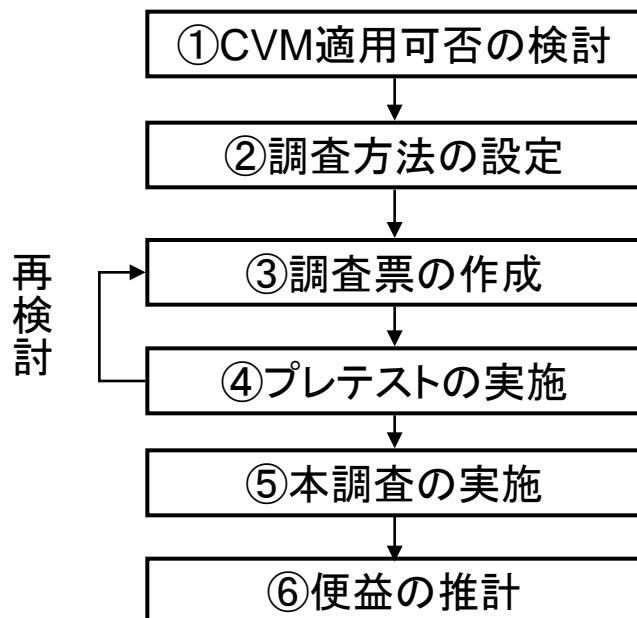 ①CVM適用可否の検討
②調査方法の設定
再検討
③調査票の作成
④プレテストの実施
⑤本調査の実施
⑥便益の推計